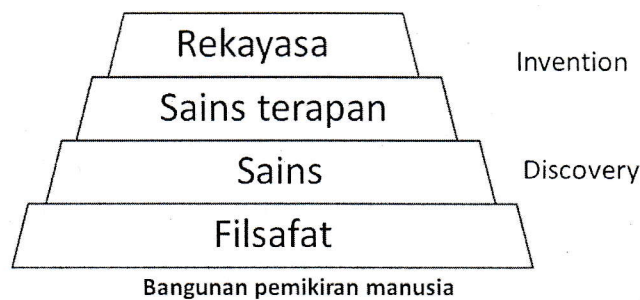 Rekayasa
Invention
Sains terapan
Sains
Discovery
Filsafat
Bangunan pemikiran manusia